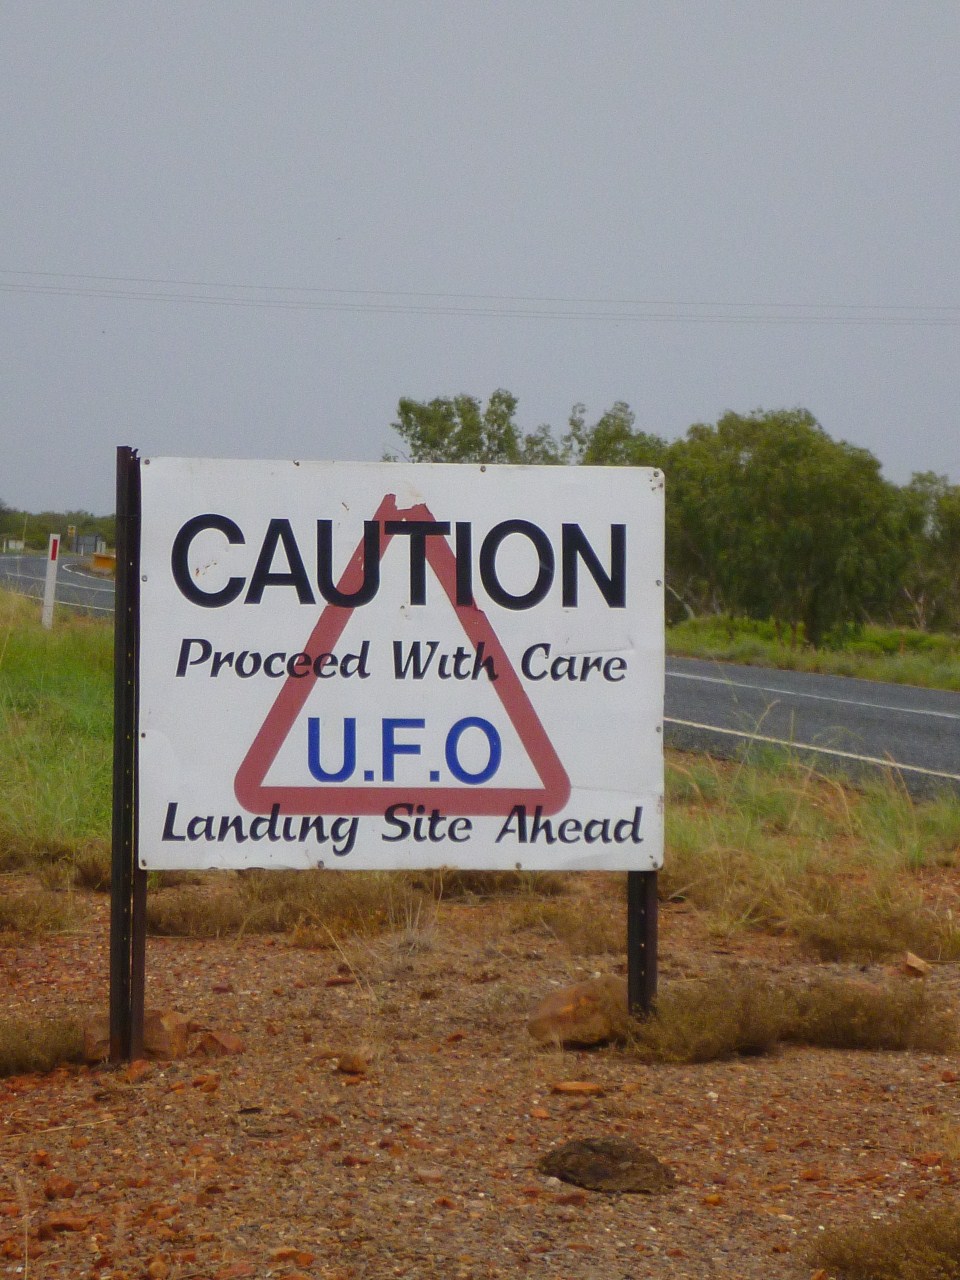 CAUTION
Proceed With Care
U.F.O
Landing Site Ahead